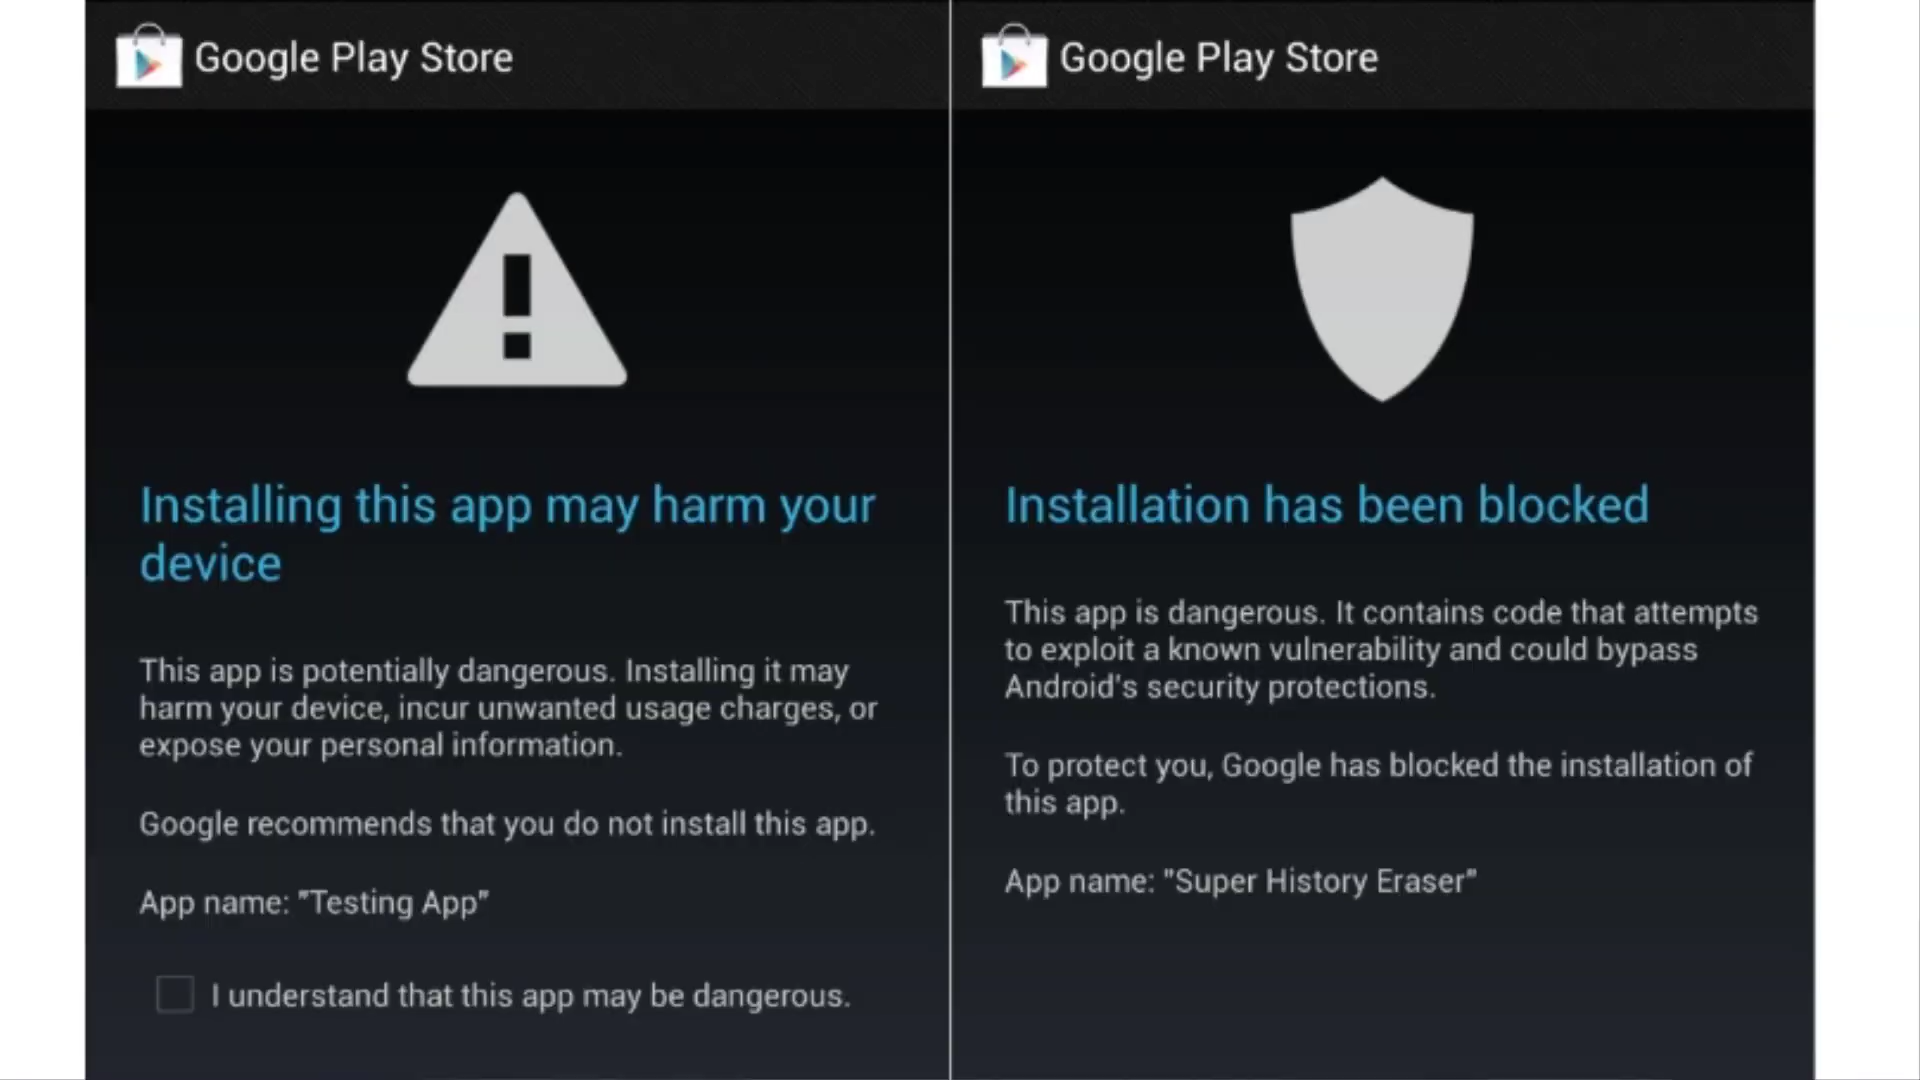 Google Play Store
Installing this app may harm your
device
This app is potentially dangerous. Installing it may
harm your device, incur unwanted usage charges, or
expose your personal information.
Google recommends that you do not install this app.
App name: "Testing App"
I understand that this app may be dangerous.
Google Play Store
Installation has been blocked
This app is dangerous. It contains code that attempts
to exploit a known vulnerability and could bypass
Android's security protections.
To protect you, Google has blocked the installation of
this app.
App name: "Super History Eraser"